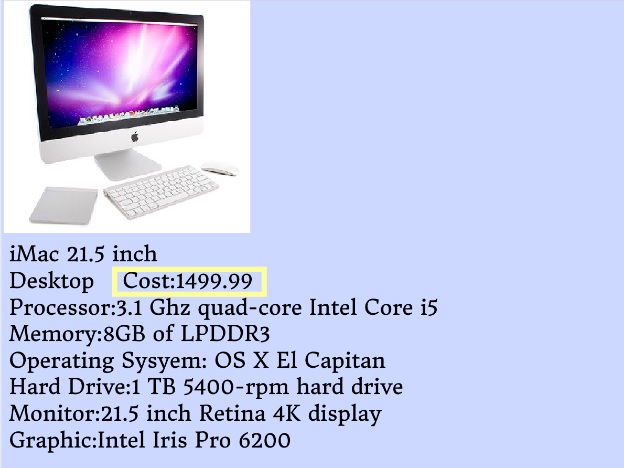 iMac 21.5 inch
Desktop Cost:1499.99
Processor:3.1 Ghz quad-core Intel Core i5
Memory:8GB of LPDDR3
Operating Sysyem: OS X El Capitan
Hard Drive:1 TB 5400-rpm hard drive
Monitor:21.5 inch Retina 4K display
Graphic:Intel Iris Pro 6200